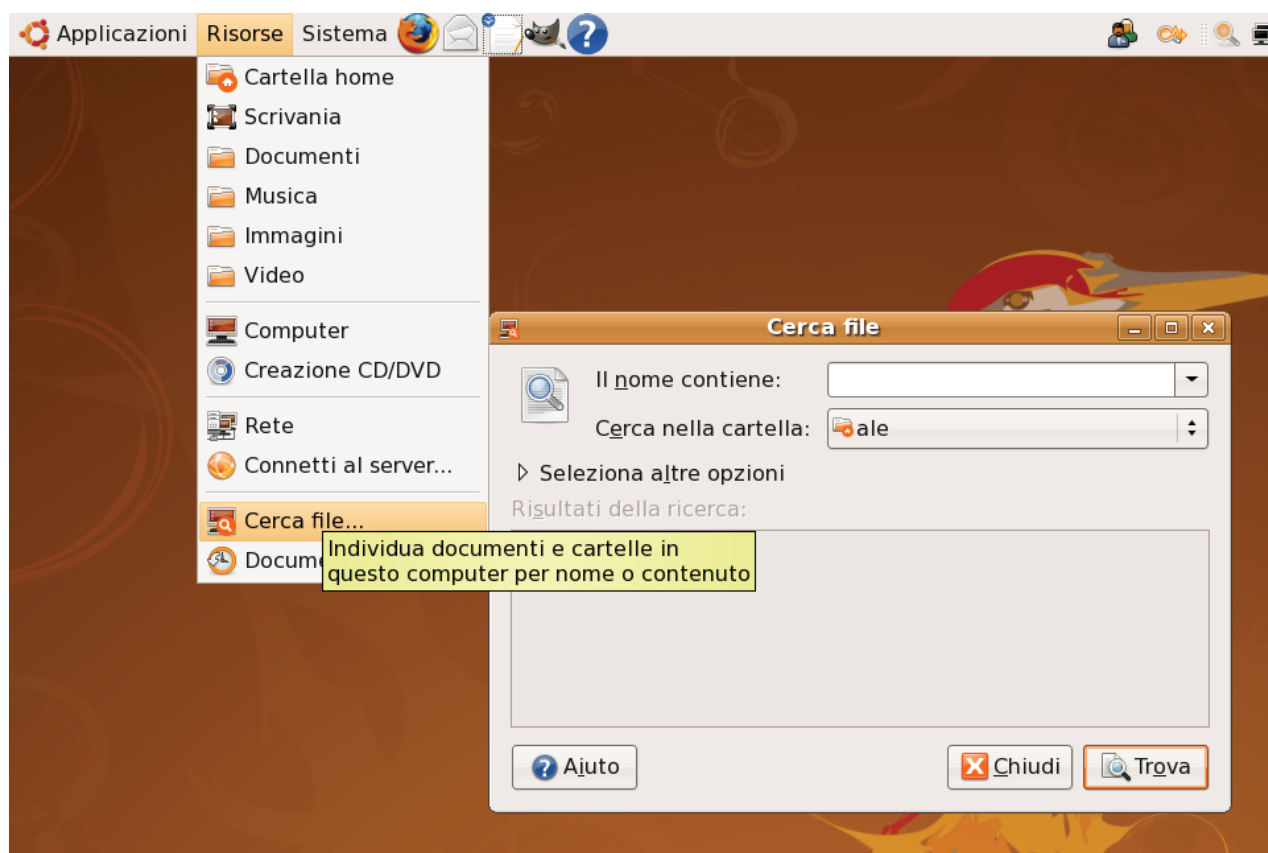 Applicazioni Risorse Sistema
Cartella home
Scrivania
Documenti
Musica
Immagini
Video
Computer
Creazione CD/DVD
Rete
Connetti al server...
Cerca file...
Individua documenti e cartelle in
questo computer per nome o contenuto
Cerca file
Il nome contiene:
Cerca nella cartella: ale
Seleziona altre opzioni
Risultati della ricerca:
Aiuto
Chiudi
Trova